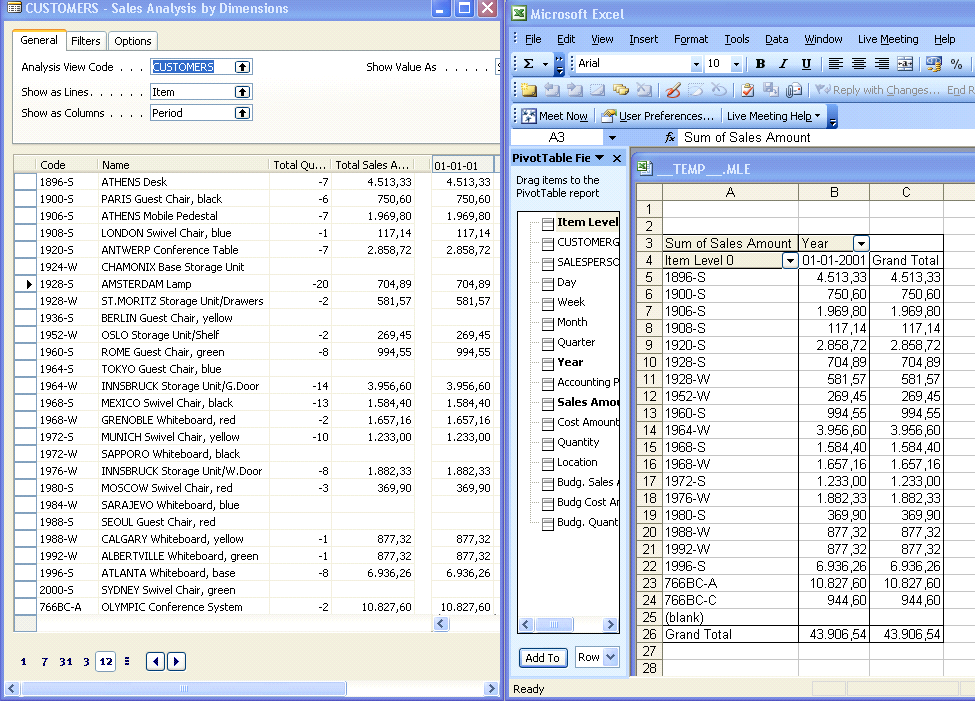 CUSTOMERS - Sales Analysis by Dimensions
General Filters Options
Analysis View Code . . . CUSTOMERS
Show Value As . . . . .
Show as Lines. . . . . . Item
Show as Columns . . . . Period
Code Name Total Qu... Total Sales A... 01-01-01
1896-S ATHENS Desk -7 4.513,33 4.513,33
1900-S PARIS Guest Chair, black -6 750,60 750,60
1906-S ATHENS Mobile Pedestal -7 1.969,80 1.969,80
1908-S LONDON Swivel Chair, blue -1 117,14 117,14
1920-S ANTWERP Conference Table -7 2.858,72 2.858,72
1924-W CHAMONIX Base Storage Unit
1928-S AMSTERDAM Lamp -20 704,89 704,89
1928-W ST.MORITZ Storage Unit/Drawers -2 581,57 581,57
1936-S BERLIN Guest Chair, yellow
1952-W OSLO Storage Unit/Shelf -2 269,45 269,45
1960-S ROME Guest Chair, green -8 994,55 994,55
1964-S TOKYO Guest Chair, blue
1964-W INNSBRUCK Storage Unit/G.Door -14 3.956,60 3.956,60
1968-S MEXICO Swivel Chair, black -13 1.584,40 1.584,40
1968-W GRENOBLE Whiteboard, red -2 1.657,16 1.657,16
1972-S MUNICH Swivel Chair, yellow -10 1.233,00 1.233,00
1972-W SAPPORO Whiteboard, black
1976-W INNSBRUCK Storage Unit/W.Door -8 1.882,33 1.882,33
1980-S MOSCOW Swivel Chair, red -3 369,90 369,90
1984-W SARAJEVO Whiteboard, blue
1988-S SEOUL Guest Chair, red
1988-W CALGARY Whiteboard, yellow -1 877,32 877,32
1992-W ALBERTVILLE Whiteboard, green -1 877,32 877,32
1996-S ATLANTA Whiteboard, base -8 6.936,26 6.936,26
2000-S SYDNEY Swivel Chair, green
766BC-A OLYMPIC Conference System -2 10.827,60 10.827,60
1 7 31 3 12
Microsoft Excel
File Edit View Insert Format Tools Data Window Live Meeting Help
Σ Arial 10 B I U %
Reply with Changes... End R
Meet Now User Preferences... Live Meeting Help
A3 fx Sum of Sales Amount
PivotTable Fie
Drag items to the
PivotTable report
Item Level
CUSTOMERG
SALESPERSO
Day
Week
Month
Quarter
Year
Accounting P
Sales Amou
Cost Amount
Quantity
Location
Budg. Sales A
Budg Cost Am
Budg. Quant
Add To Row
__TEMP__.MLE
A B C
1
2
3 Sum of Sales Amount Year
4 Item Level 0 01-01-2001 Grand Total
5 1896-S 4.513,33 4.513,33
6 1900-S 750,60 750,60
7 1906-S 1.969,80 1.969,80
8 1908-S 117,14 117,14
9 1920-S 2.858,72 2.858,72
10 1928-S 704,89 704,89
11 1928-W 581,57 581,57
12 1952-W 269,45 269,45
13 1960-S 994,55 994,55
14 1964-W 3.956,60 3.956,60
15 1968-S 1.584,40 1.584,40
16 1968-W 1.657,16 1.657,16
17 1972-S 1.233,00 1.233,00
18 1976-W 1.882,33 1.882,33
19 1980-S 369,90 369,90
20 1988-W 877,32 877,32
21 1992-W 877,32 877,32
22 1996-S 6.936,26 6.936,26
23 766BC-A 10.827,60 10.827,60
24 766BC-C 944,60 944,60
25 (blank)
26 Grand Total 43.906,54 43.906,54
27
28
Ready